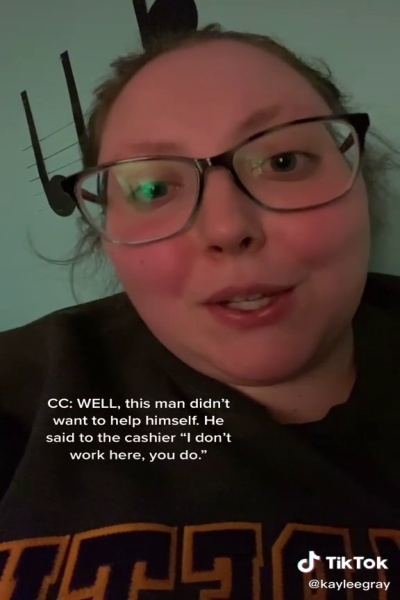 CC: WELL, this man didn't
want to help himself. He
said to the cashier “I don't
work here, you do.”
TikTok
@kayleegray